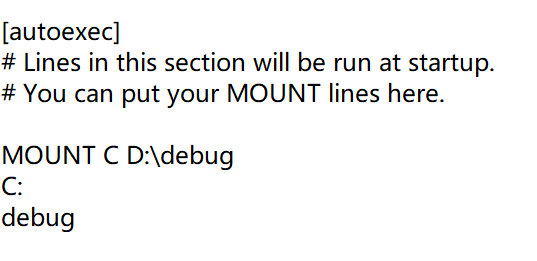 [autoexec]
# Lines in this section will be run at startup.
# You can put your MOUNT lines here.
MOUNT C D:\debug
C:
debug